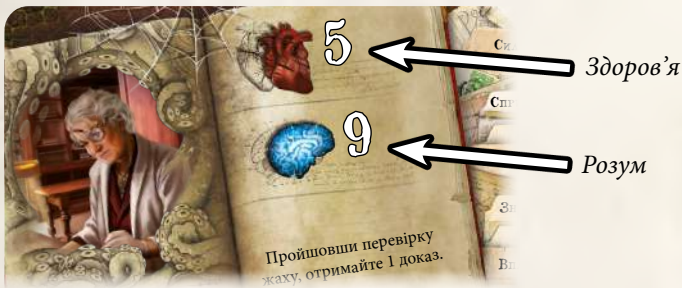 5
Здоров'я
9
Розум
Пройшовши перевірку
жаху, отримайте 1 доказ.